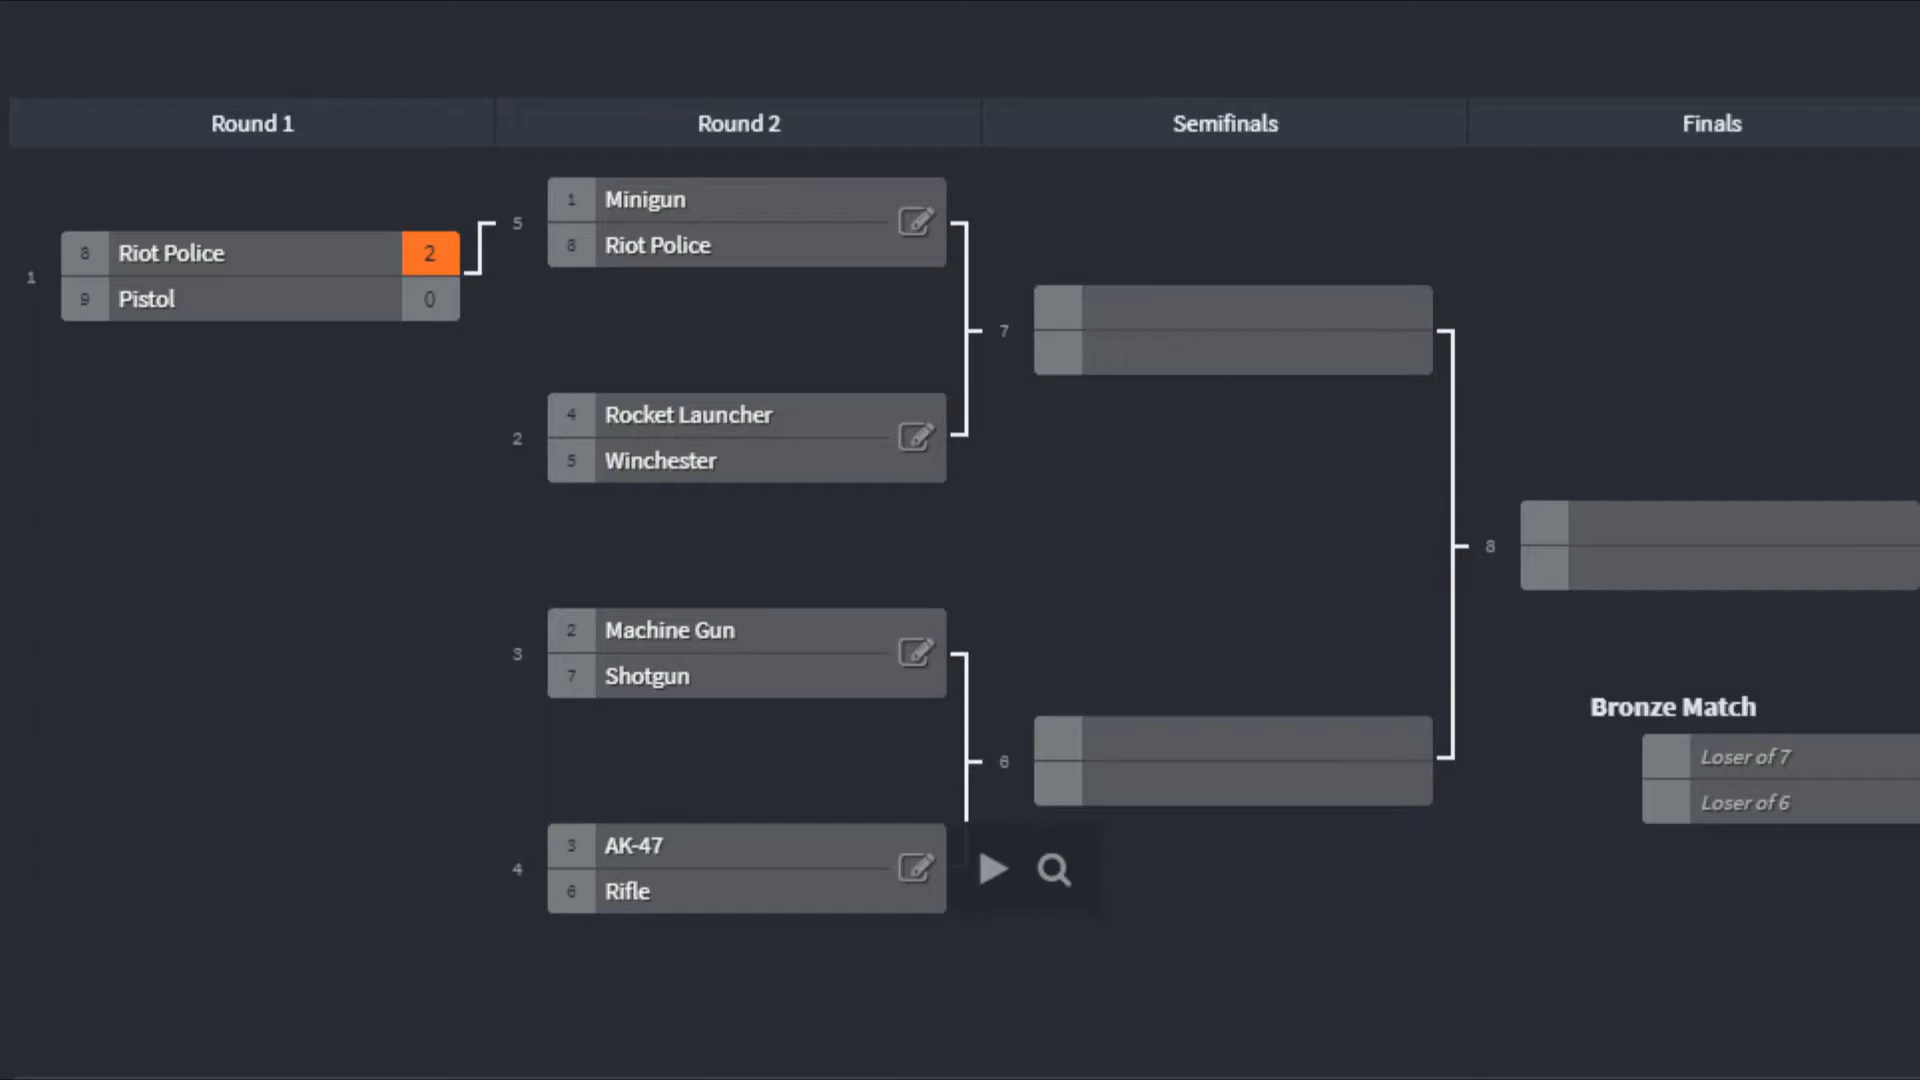 Round 1
Round 2
Semifinals
Finals
1
8 Riot Police 2
9 Pistol 0
5
1 Minigun
8 Riot Police
2
4 Rocket Launcher
5 Winchester
3
2 Machine Gun
7 Shotgun
4
3 AK-47
6 Rifle
7
6
8
Bronze Match
Loser of 7
Loser of 6